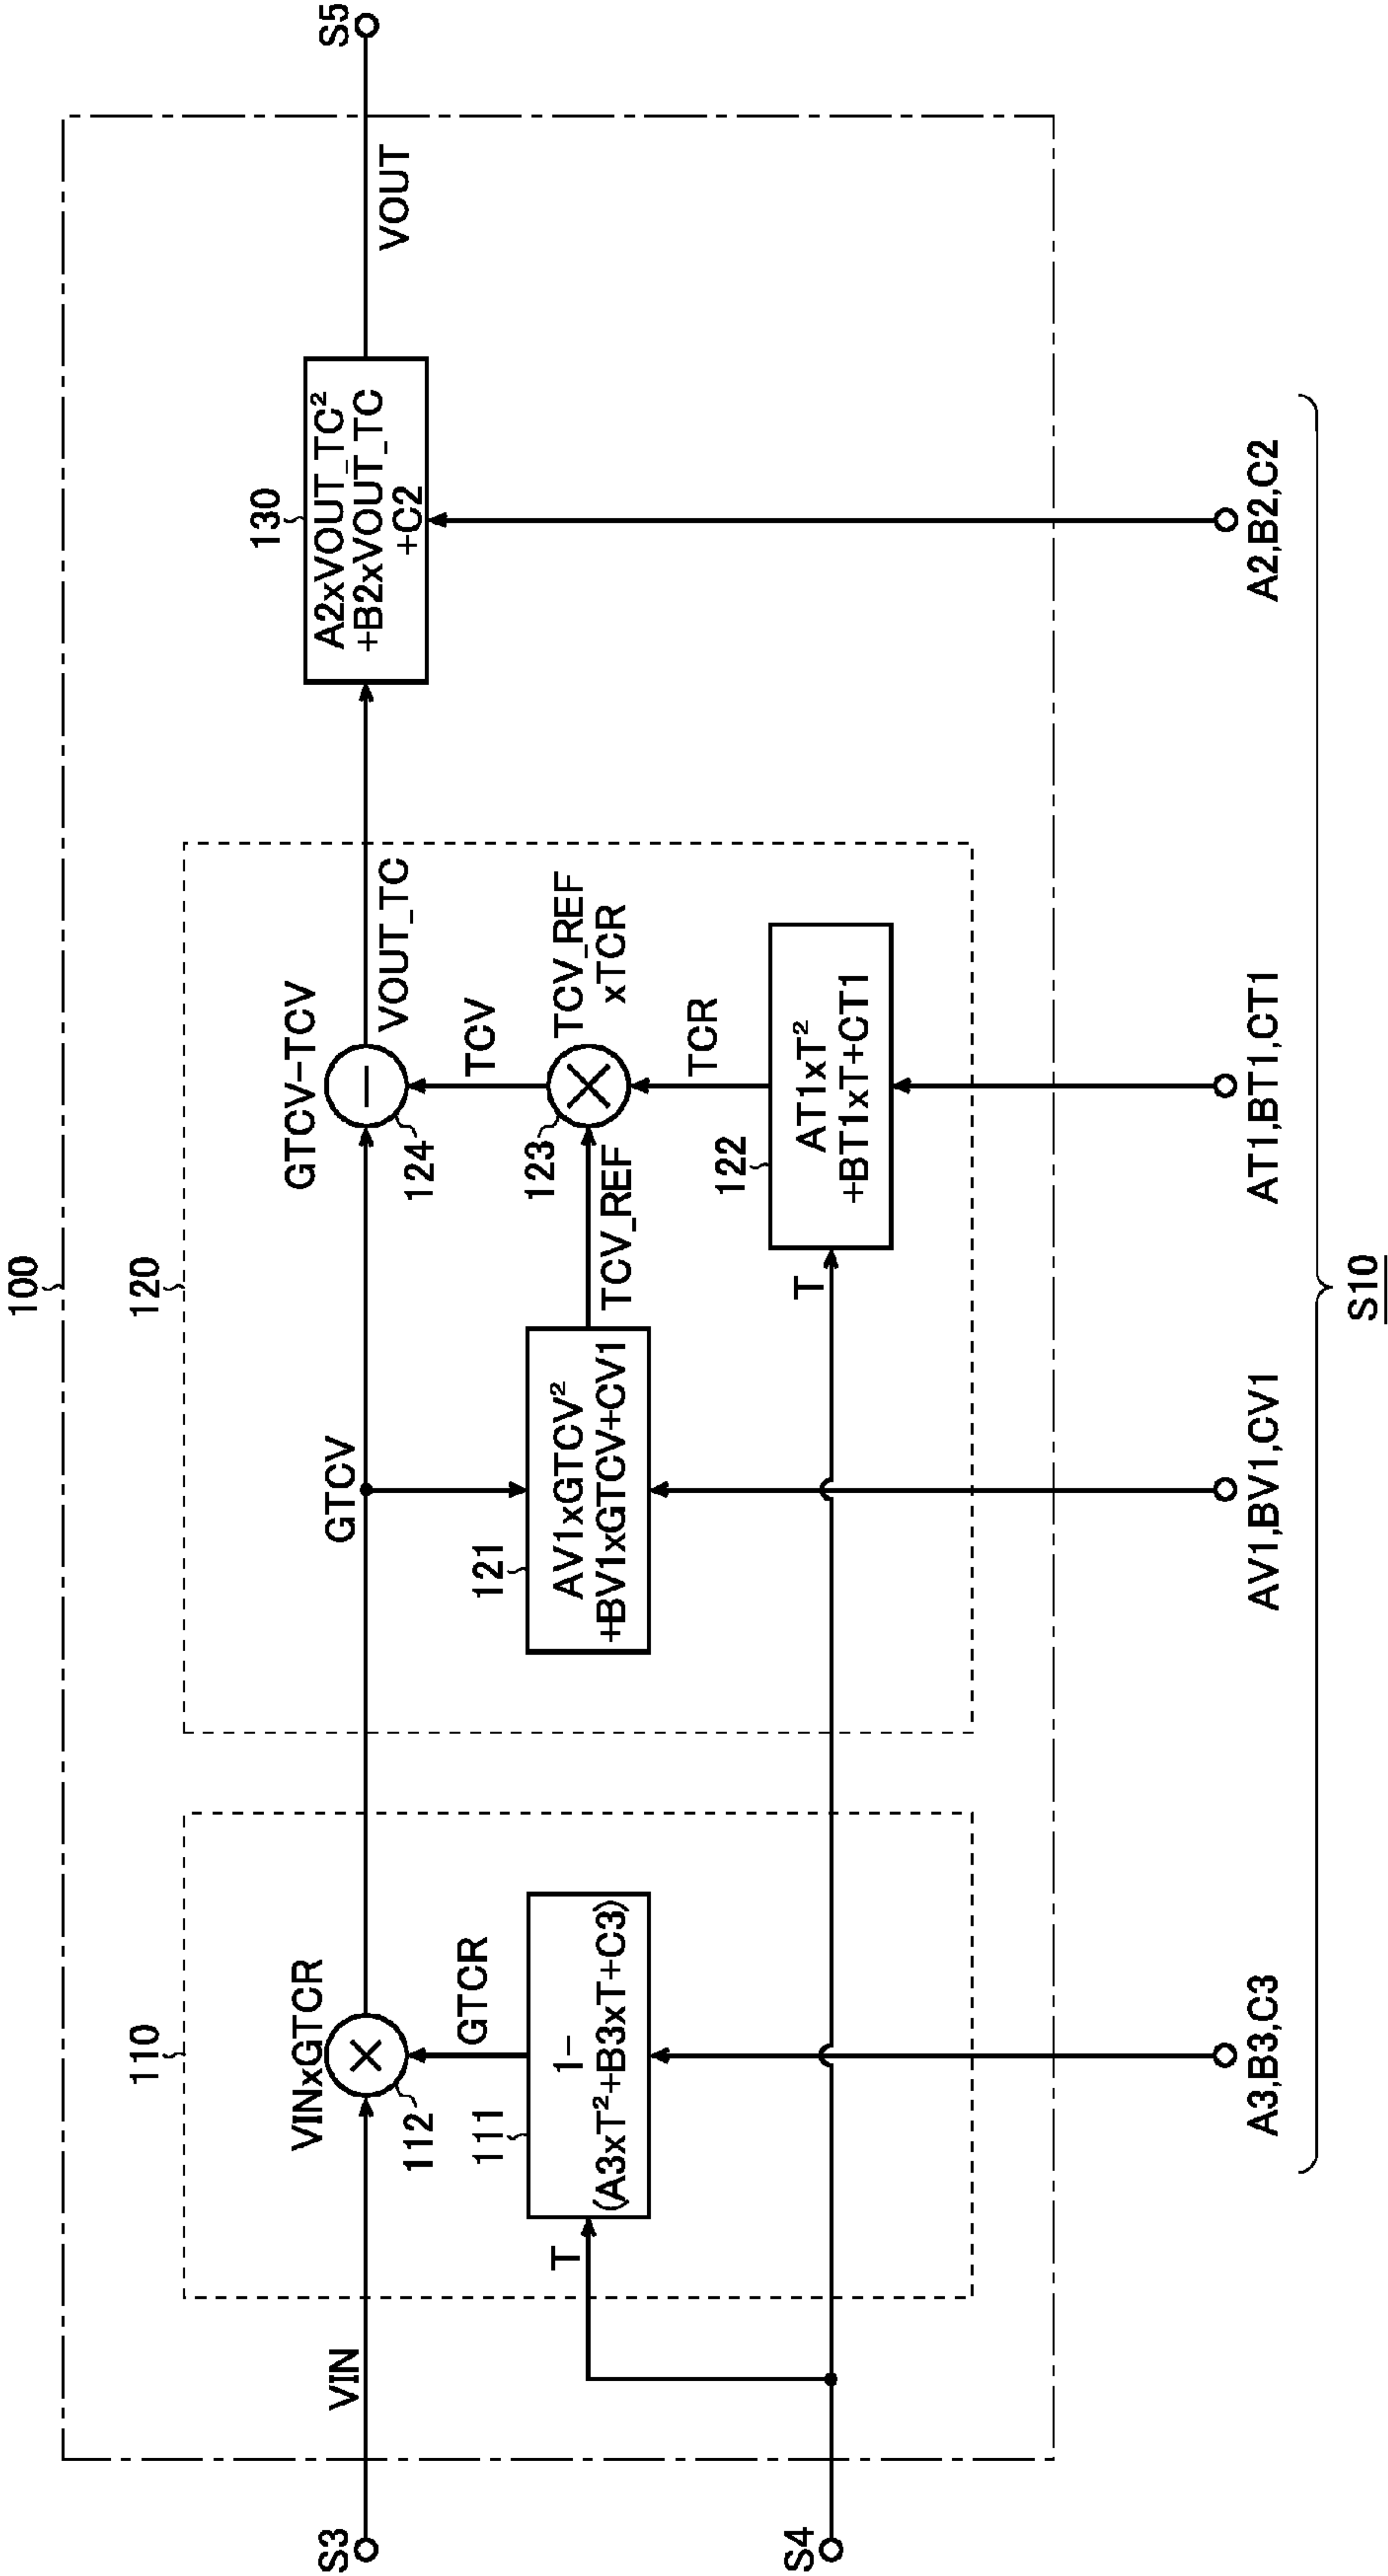 100
110
120
S3
VIN
VINxGTCR
112
GTCR
111
1-
(A3xT²+B3xT+C3)
T
S4
GTCV
121
AV1xGTCV²
+BV1xGTCV+CV1
TCV_REF
GTCV-TCV
124
VOUT_TC
TCV
123
TCV_REF
xTCR
TCR
122
AT1xT²
+BT1xT+CT1
T
130
A2xVOUT_TC²
+B2xVOUT_TC
+C2
VOUT
S5
A3,B3,C3
AV1,BV1,CV1
AT1,BT1,CT1
A2,B2,C2
S10